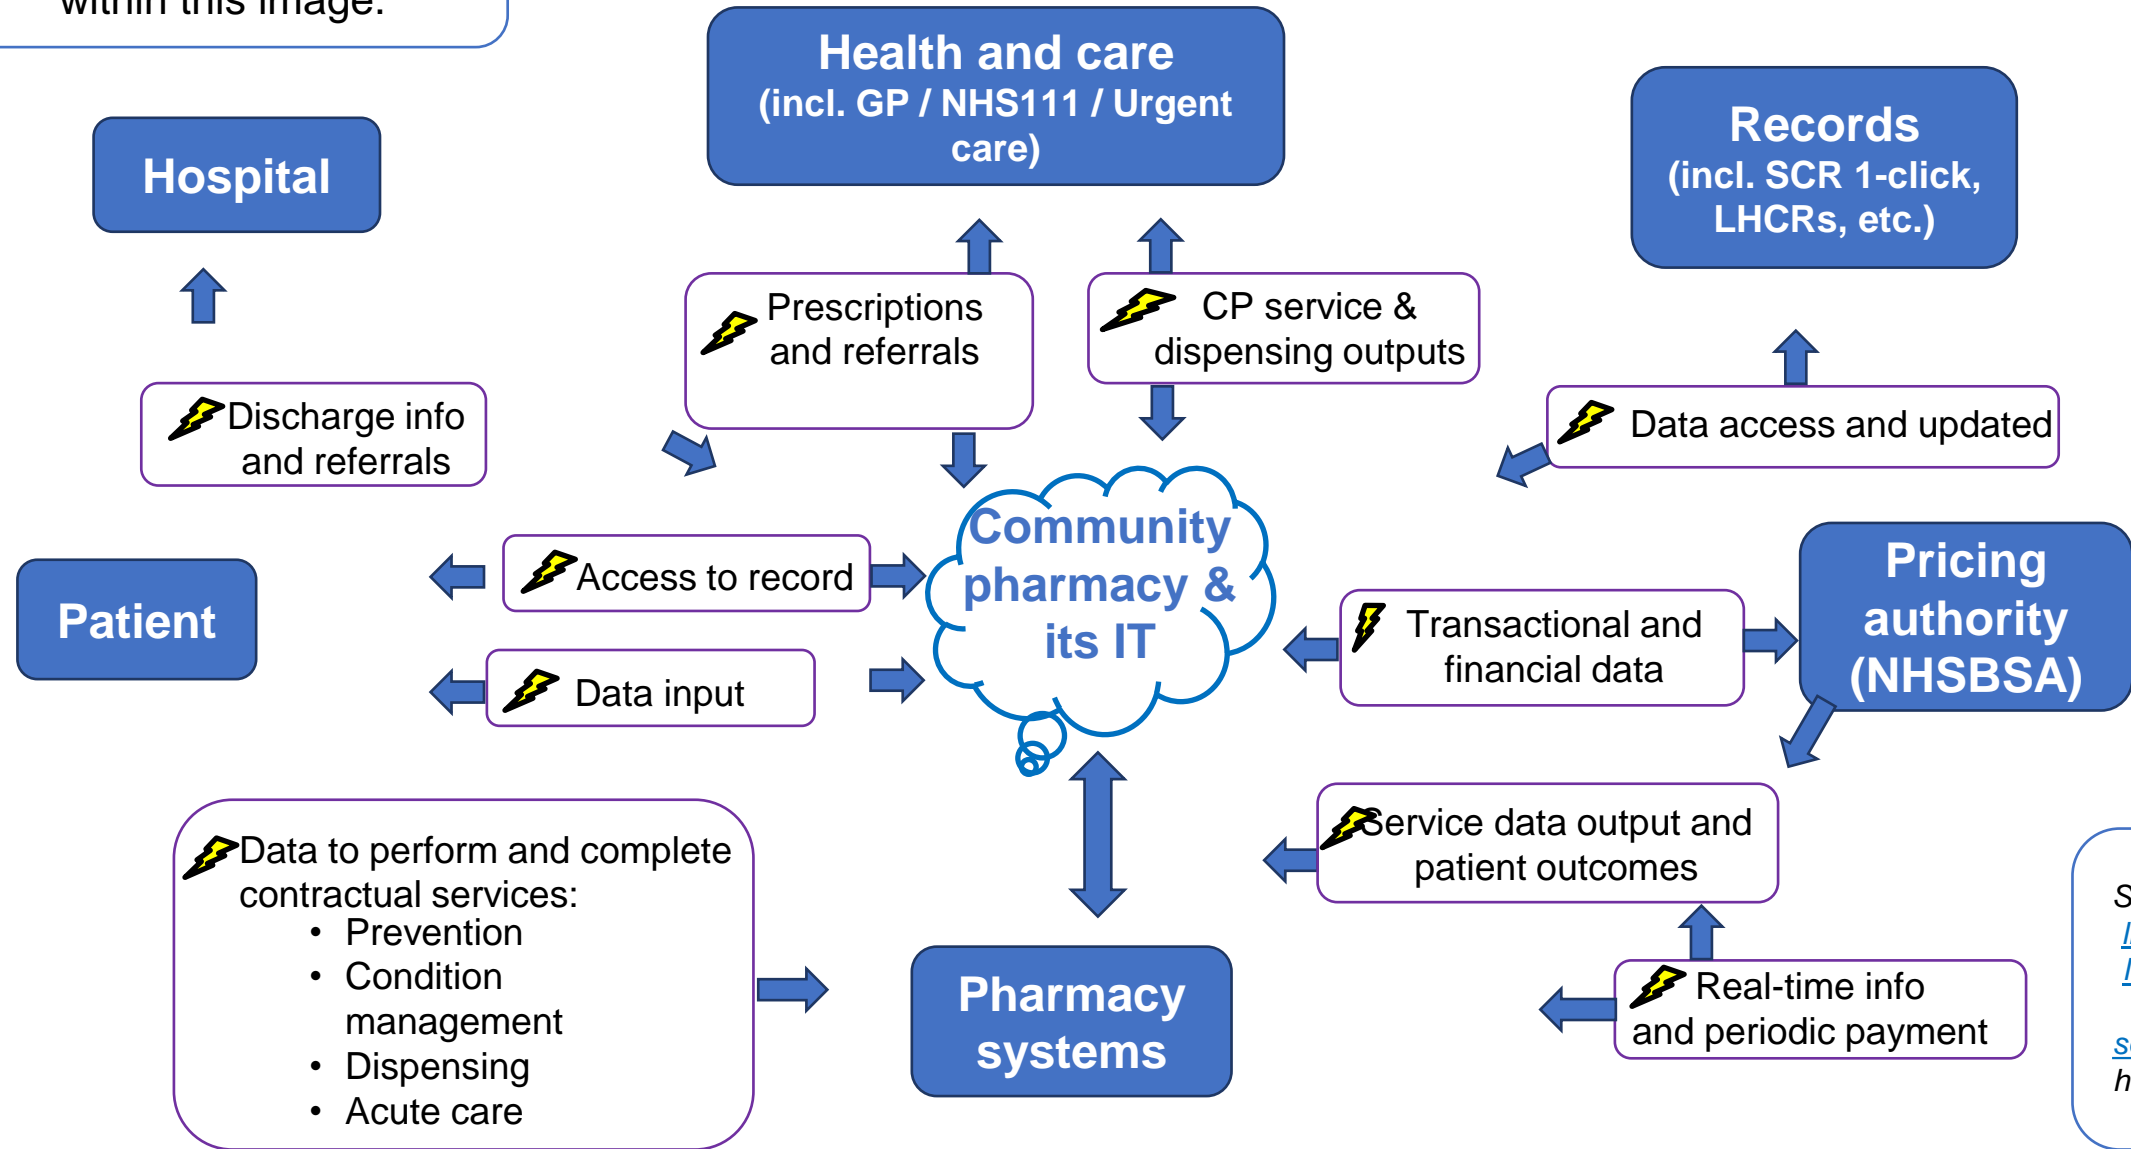 within this image.
Health and care
(incl. GP / NHS111 / Urgent
care)
Records
(incl. SCR 1-click,
LHCRs, etc.)
Hospital
Prescriptions
and referrals
CP service &
dispensing outputs
Discharge info
and referrals
Data access and updated
Community
pharmacy &
its IT
Access to record
Patient
Data input
Transactional and
financial data
Pricing
authority
(NHSBSA)
Service data output and
patient outcomes
Data to perform and complete
contractual services:
• Prevention
• Condition
management
• Dispensing
• Acute care
Pharmacy
systems
Real-time info
and periodic payment